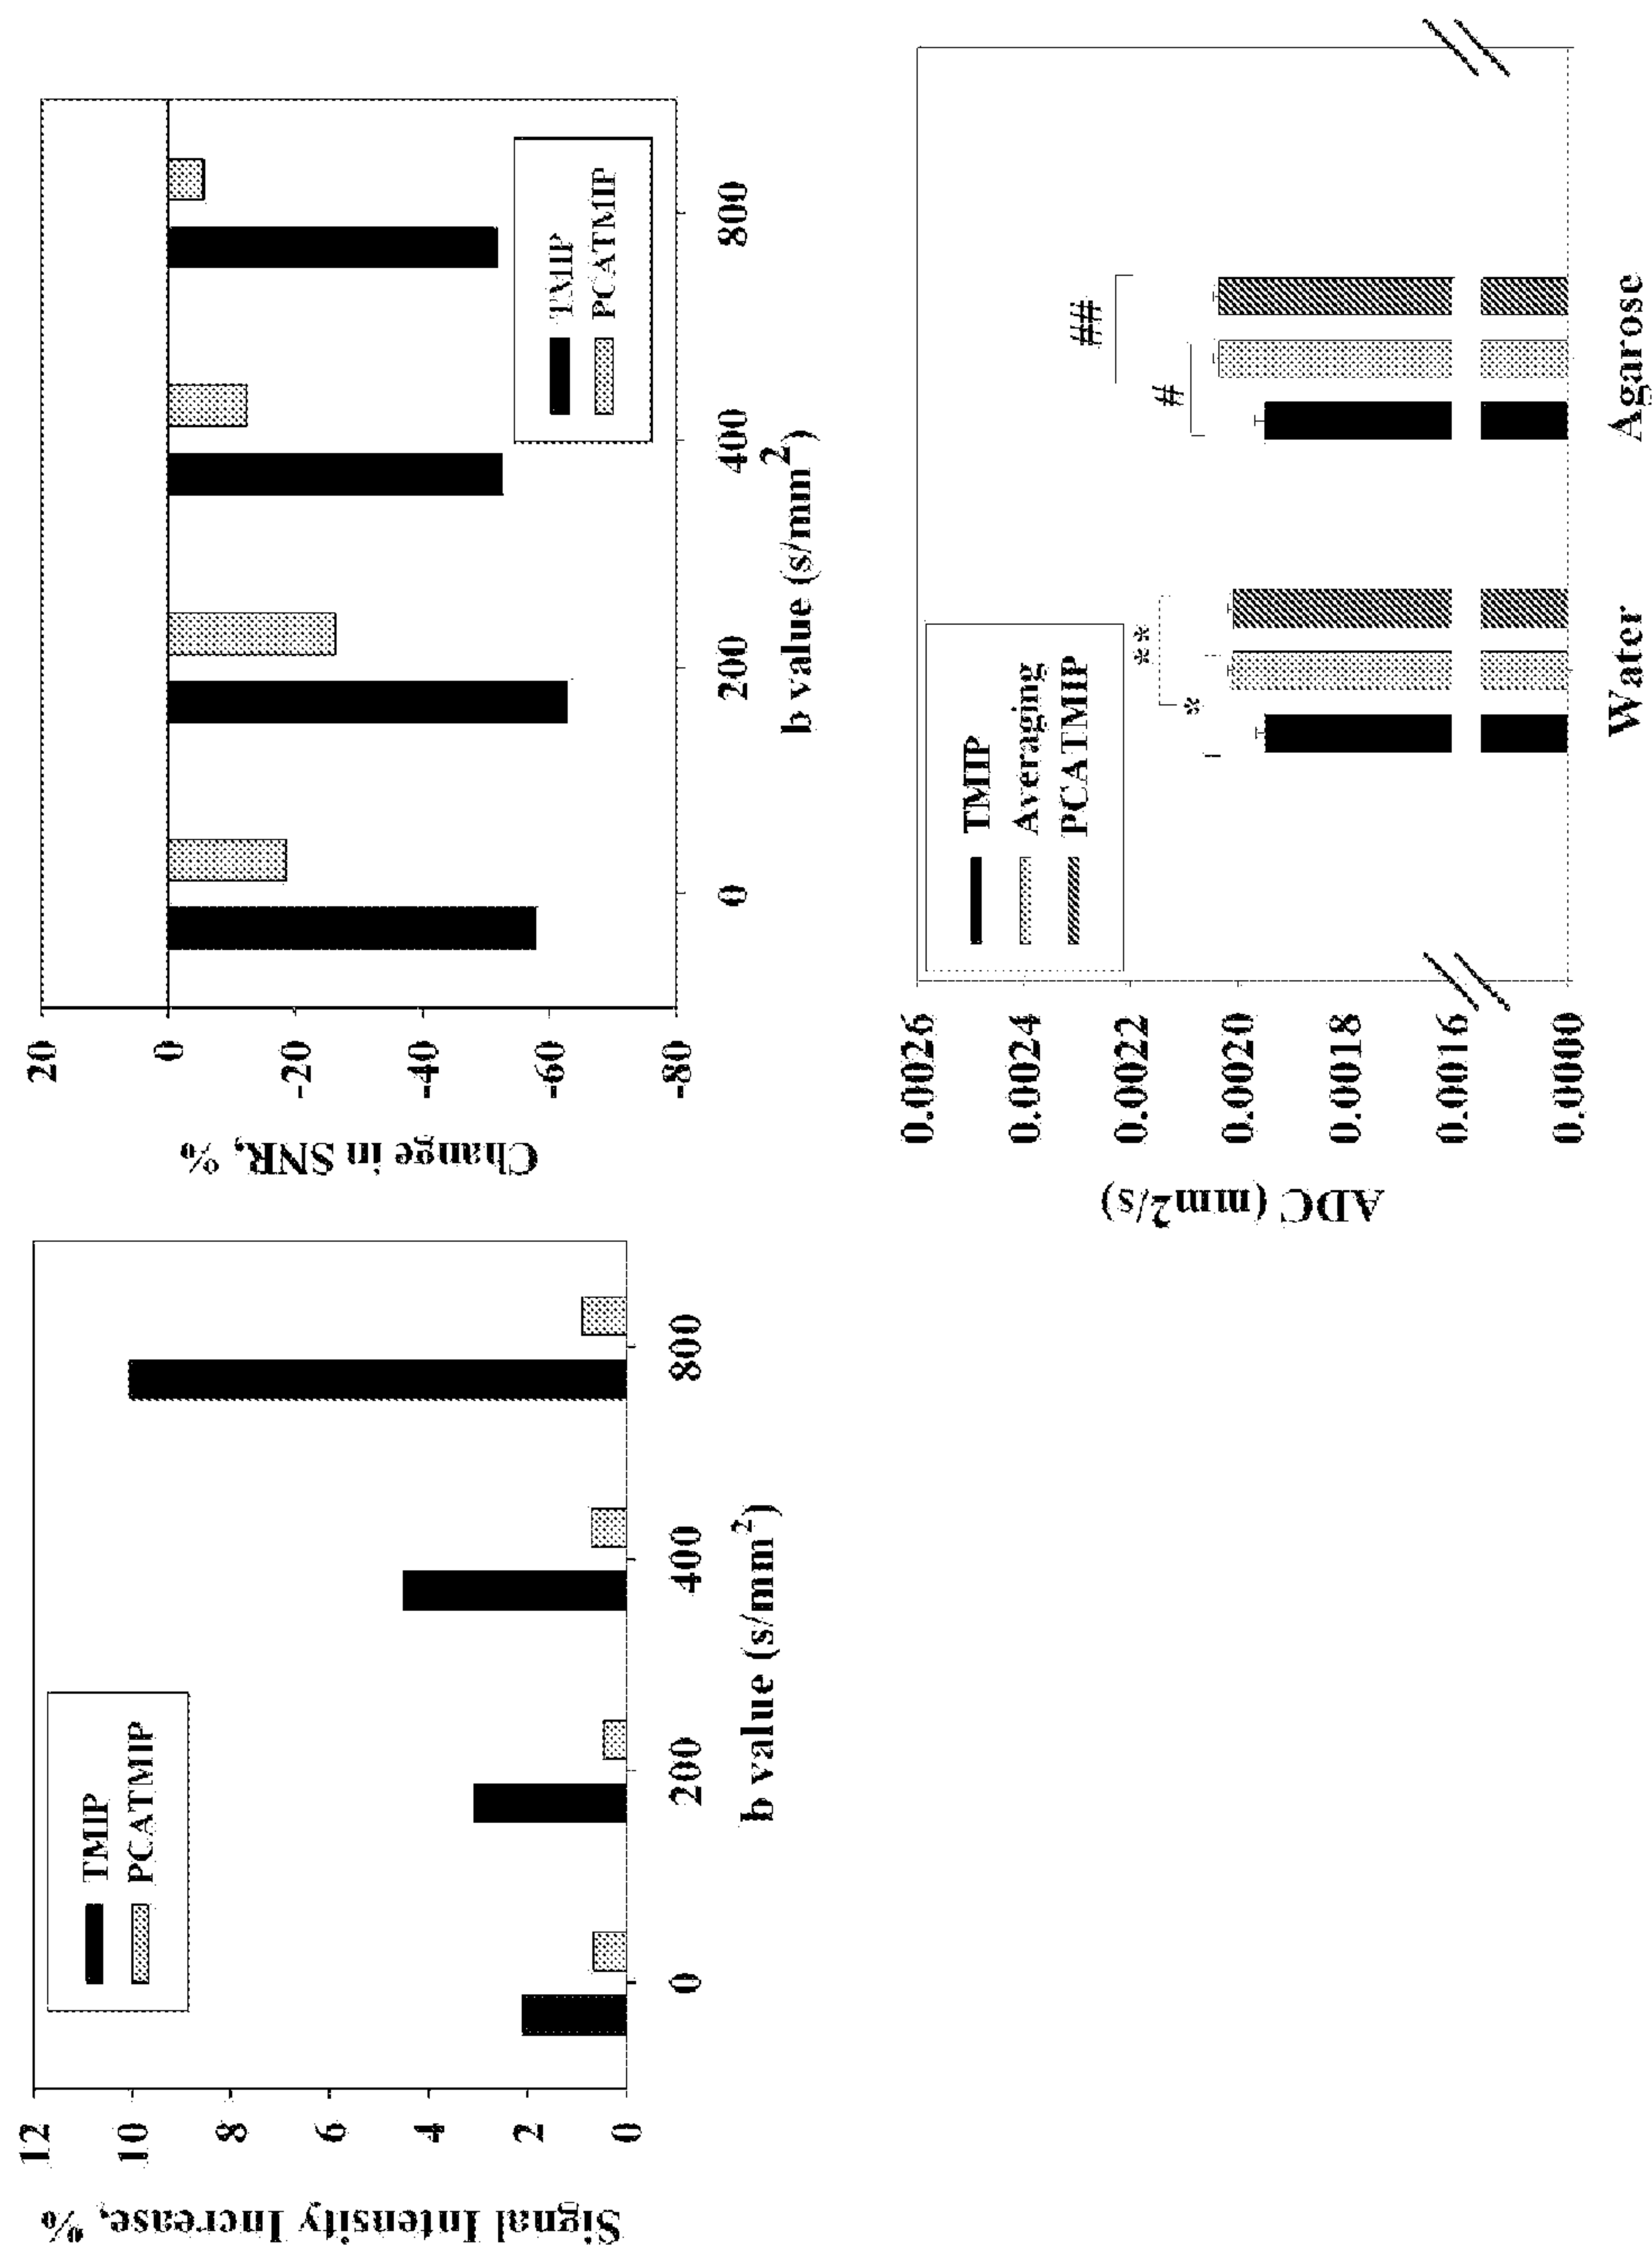 Signal Intensity Increase, %
12
10
8
6
4
2
0
TMIP
PCATMIP
0
200
400
800
b value (s/mm²)
Change in SNR, %
20
0
-20
-40
-60
-80
TMIP
PCATMIP
0
200
400
800
b value (s/mm²)
ADC (mm2/s)
0.0026
0.0024
0.0022
0.0020
0.0018
0.0016
0.0000
TMIP
Averaging
PCATMIP
*
**
#
##
Water
Agarose